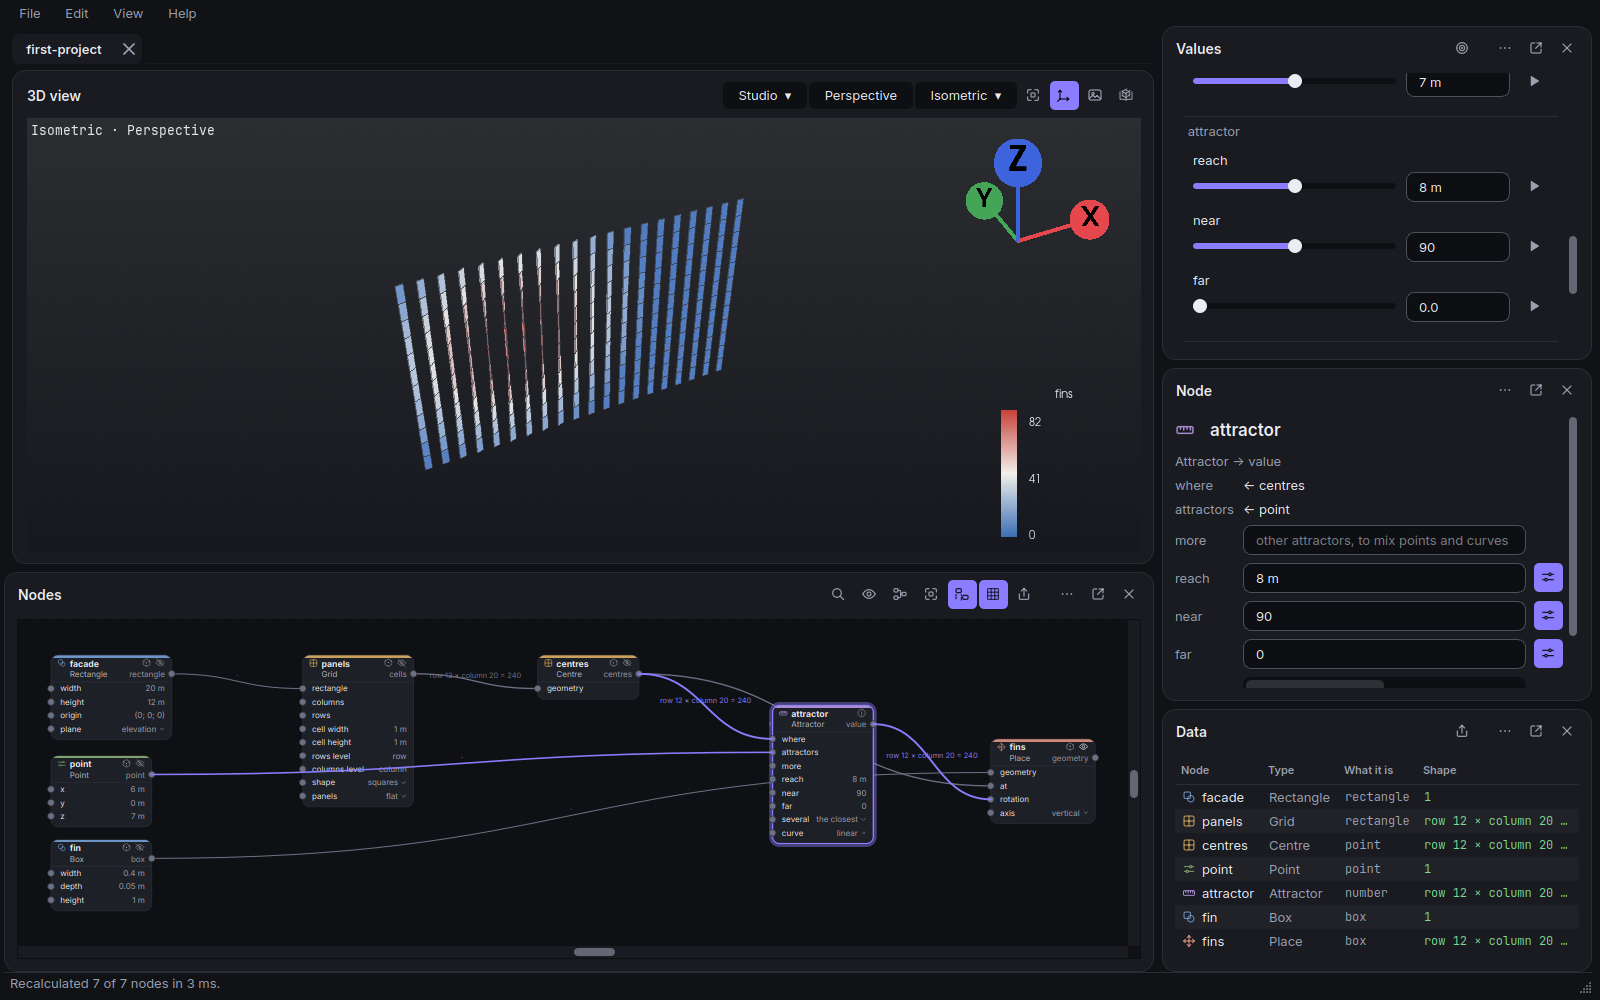 File Edit View Help
first-project
3D view
Studio ▾ Perspective Isometric ▾
Isometric · Perspective
Z
Y
X
fins
82
41
0
Nodes
facade
Rectangle rectangle
width 20 m
height 12 m
origin (0; 0; 0)
plane elevation
point
Point point
x 6 m
y 0 m
z 7 m
fin
Box box
width 0.4 m
depth 0.05 m
height 1 m
panels
Grid cells
rectangle
columns
rows
cell width 1 m
cell height 1 m
rows level row
columns level column
shape squares
panels flat
row 12 × column 20 = 240
centres
Centre centres
geometry
row 12 × column 20 = 240
attractor
Attractor value
where
attractors
more
reach 8 m
near 90
far 0
several the closest
curve linear
row 12 × column 20 = 240
fins
Place geometry
geometry
at
rotation
axis vertical
Recalculated 7 of 7 nodes in 3 ms.
Values
7 m
attractor
reach
8 m
near
90
far
0.0
Node
attractor
Attractor → value
where ← centres
attractors ← point
more other attractors, to mix points and curves
reach 8 m
near 90
far 0
Data
Node Type What it is Shape
facade Rectangle rectangle 1
panels Grid rectangle row 12 × column 20 …
centres Centre point row 12 × column 20 …
point Point point 1
attractor Attractor number row 12 × column 20 …
fin Box box 1
fins Place box row 12 × column 20 …